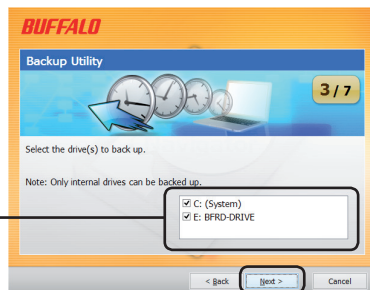 BUFFALO
Backup Utility
3 / 7
Select the drive(s) to back up.
Note: Only internal drives can be backed up.
C: (System)
E: BFRD-DRIVE
< Back
Next >
Cancel